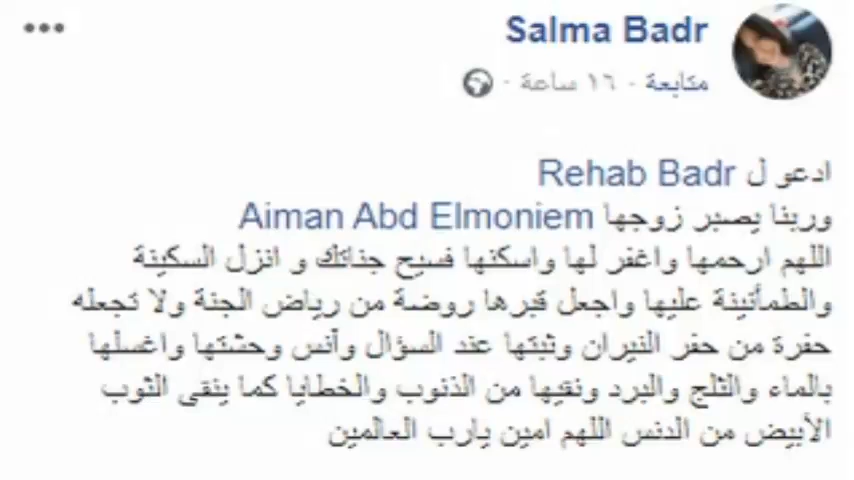 Salma Badr
متابعة · ١٦ ساعة ·
ادعو ل Rehab Badr
وربنا يصبر زوجها Aiman Abd Elmoniem
اللهم ارحمها واغفر لها واسكنها فسيح جناتك و انزل السكينة
والطمأنينة عليها واجعل قبرها روضة من رياض الجنة ولا تجعله
حفرة من حفر النيران وثبتها عند السؤال وأنس وحشتها واغسلها
بالماء والثلج والبرد ونقيها من الذنوب والخطايا كما ينقى الثوب
الأبيض من الدنس اللهم امين يارب العالمين